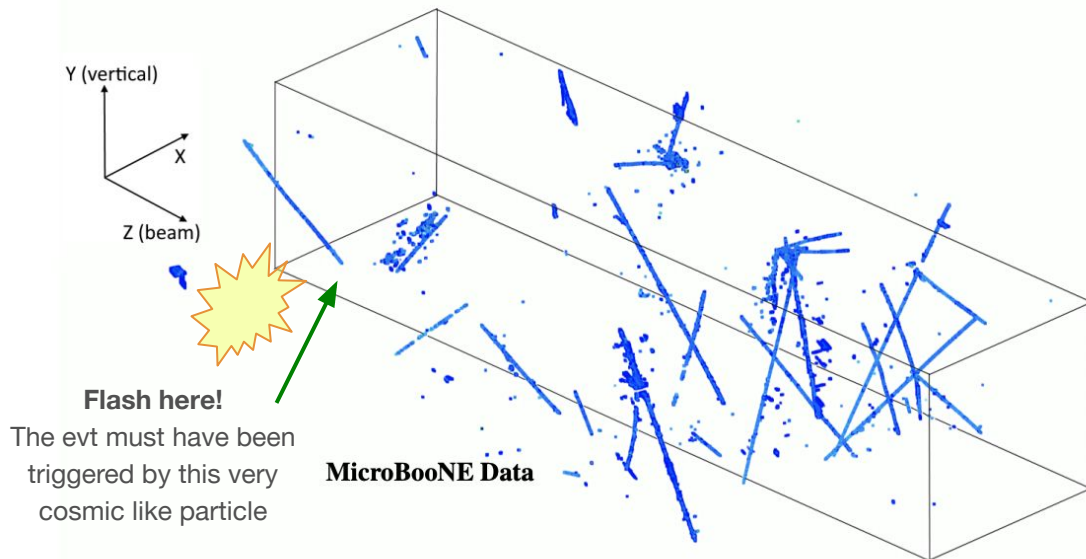 Y (vertical)
X
Z (beam)
Flash here!
The evt must have been
triggered by this very
cosmic like particle
MicroBooNE Data